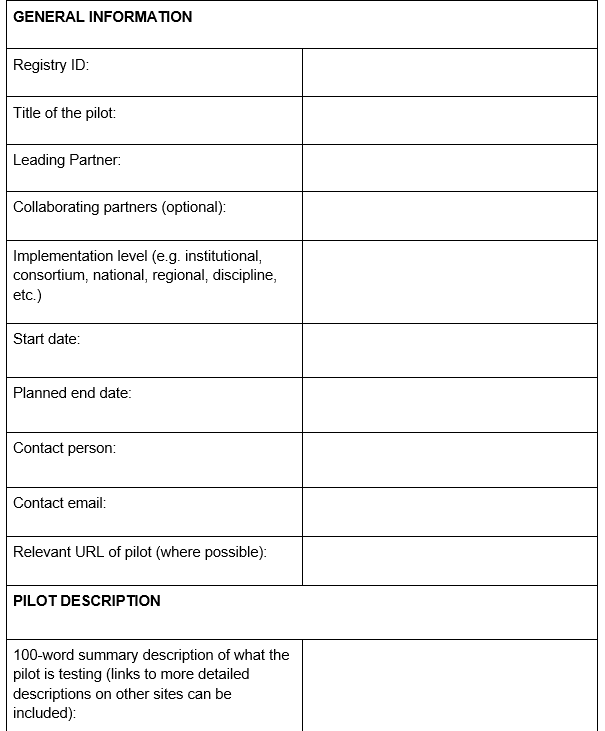 GENERAL INFORMATION
Registry ID:
Title of the pilot:
Leading Partner:
Collaborating partners (optional):
Implementation level (e.g. institutional,
consortium, national, regional, discipline,
etc.)
Start date:
Planned end date:
Contact person:
Contact email:
Relevant URL of pilot (where possible):
PILOT DESCRIPTION
100-word summary description of what the
pilot is testing (links to more detailed
descriptions on other sites can be
included):